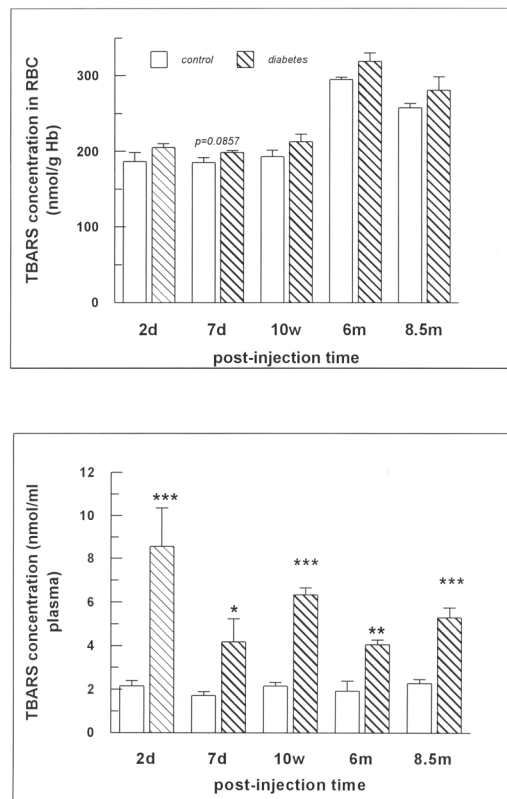 TBARS concentration in RBC
(nmol/g Hb)
300
200
100
0
control
diabetes
p=0.0857
2d 7d 10w 6m 8.5m
post-injection time
TBARS concentration (nmol/ml
plasma)
12
10
8
6
4
2
0
***
*
***
**
***
2d 7d 10w 6m 8.5m
post-injection time